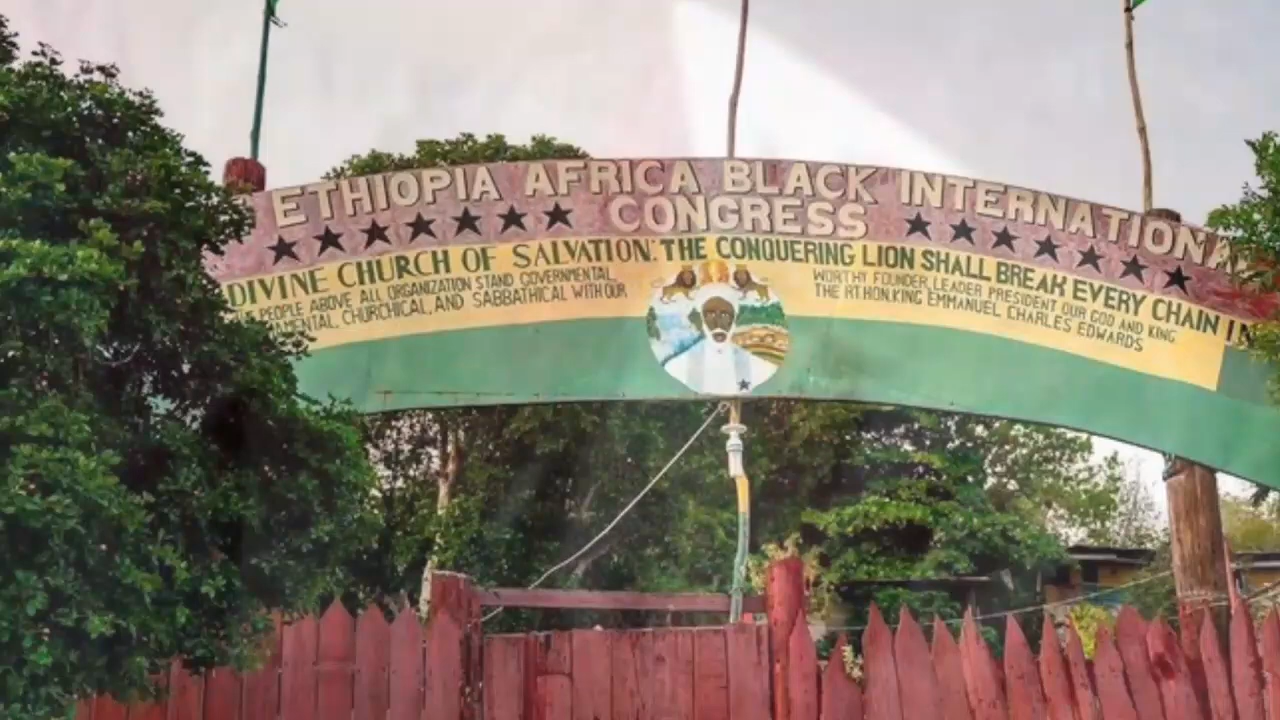 ETHIOPIA AFRICA BLACK INTERNATIONAL
CONGRESS
DIVINE CHURCH OF SALVATION: THE CONQUERING LION SHALL BREAK EVERY CHAIN
PEOPLE ABOVE ALL ORGANIZATION STAND GOVERNMENTAL,
CHURCHICAL, AND SABBATHICAL WITH OUR
WORTHY FOUNDER, LEADER PRESIDENT OUR GOD AND KING
THE RT. HON. KING EMMANUEL CHARLES EDWARDS